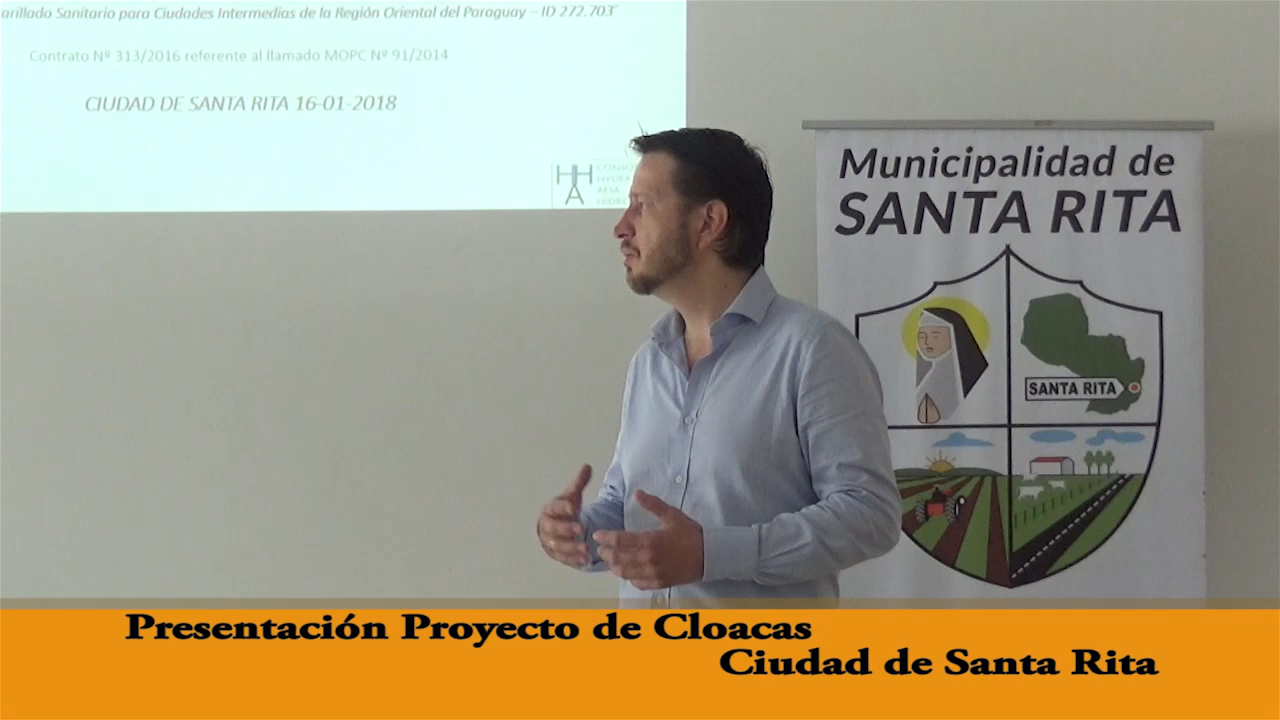 Sanitario para Ciudades Intermedias de la Región Oriental del Paraguay – ID 272.703"
Contrato Nº 313/2016 referente al llamado MOPC Nº 91/2014
CIUDAD DE SANTA RITA 16-01-2018
HHA
Municipalidad de
SANTA RITA
SANTA RITA
Presentación Proyecto de Cloacas
Ciudad de Santa Rita